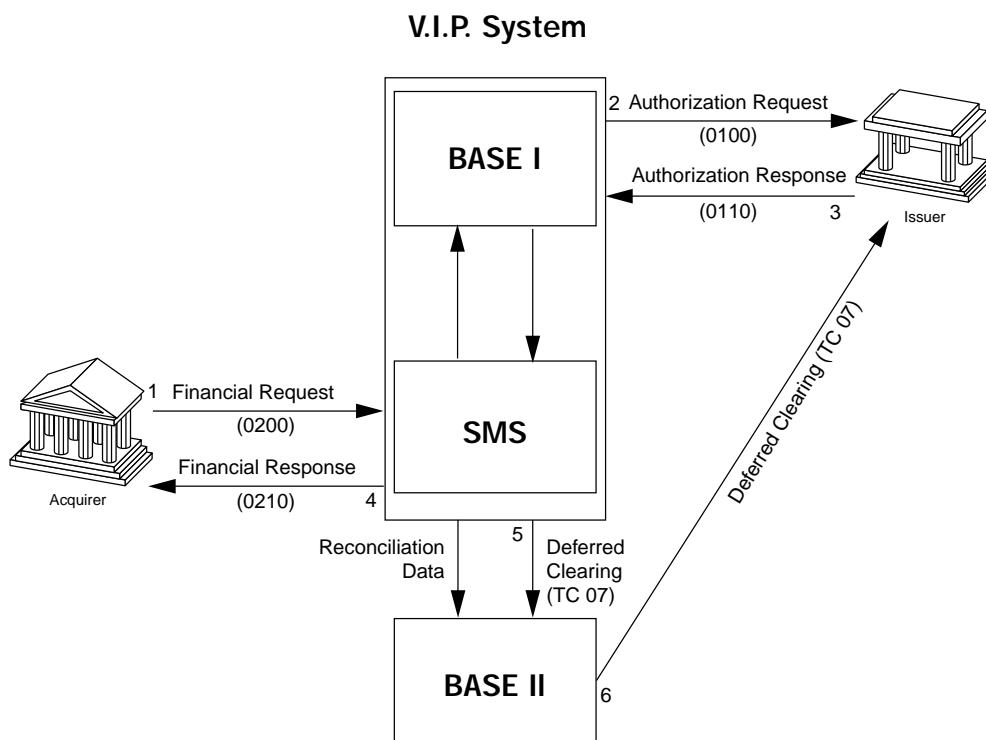 V.I.P. System
2 Authorization Request
(0100)
BASE I
Authorization Response
(0110) 3
Issuer
Deferred Clearing (TC 07)
1 Financial Request
(0200)
SMS
Financial Response
(0210) 4
Acquirer
5
Reconciliation
Data
Deferred
Clearing
(TC 07)
BASE II
6